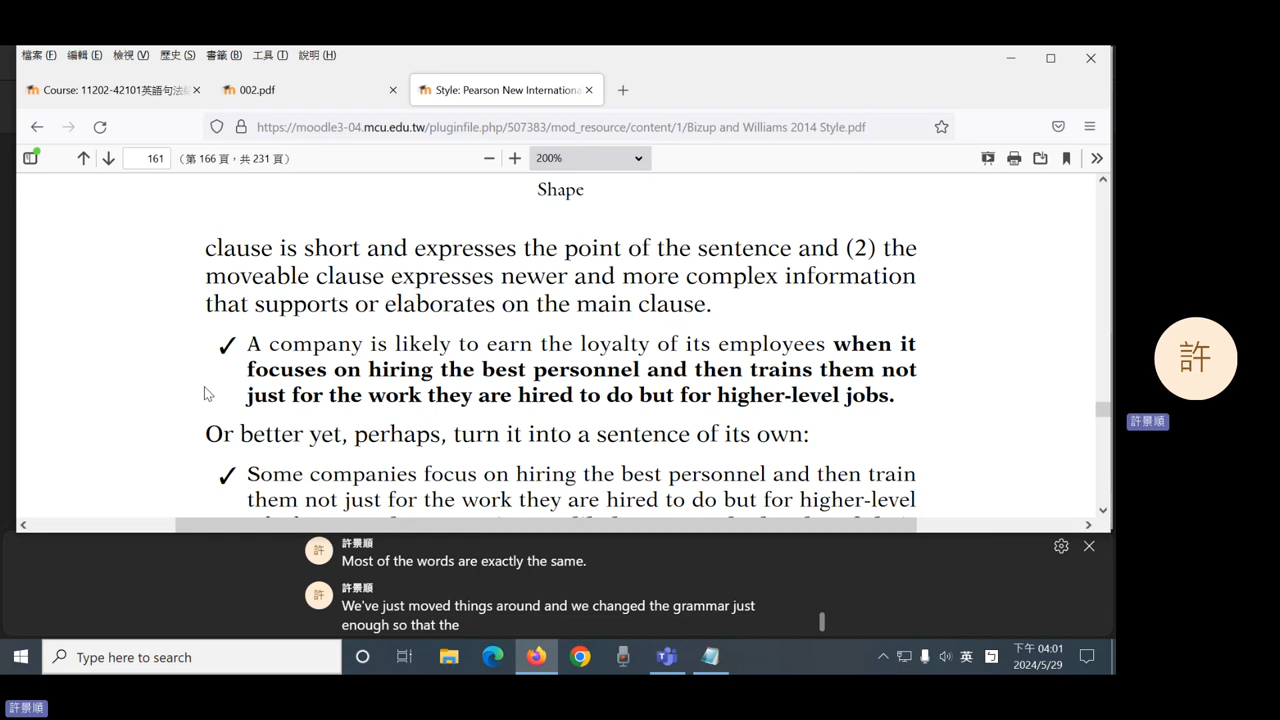 檔案(F) 編輯(E) 檢視(V) 歷史(S) 書籤(B) 工具(T) 說明(H)
Course: 11202-42101英語句法 002.pdf Style: Pearson New Internationa
https://moodle3-04.mcu.edu.tw/pluginfile.php/507383/mod_resource/content/1/Bizup and Williams 2014 Style.pdf
161 (第 166 頁，共 231 頁) 200%
Shape
clause is short and expresses the point of the sentence and (2) the
moveable clause expresses newer and more complex information
that supports or elaborates on the main clause.
✓ A company is likely to earn the loyalty of its employees when it
focuses on hiring the best personnel and then trains them not
just for the work they are hired to do but for higher-level jobs.
Or better yet, perhaps, turn it into a sentence of its own:
✓ Some companies focus on hiring the best personnel and then train
them not just for the work they are hired to do but for higher-level
許
許景順
許 許景順
Most of the words are exactly the same.
許 許景順
We've just moved things around and we changed the grammar just
enough so that the
Type here to search
英
下午 04:01
2024/5/29
許景順